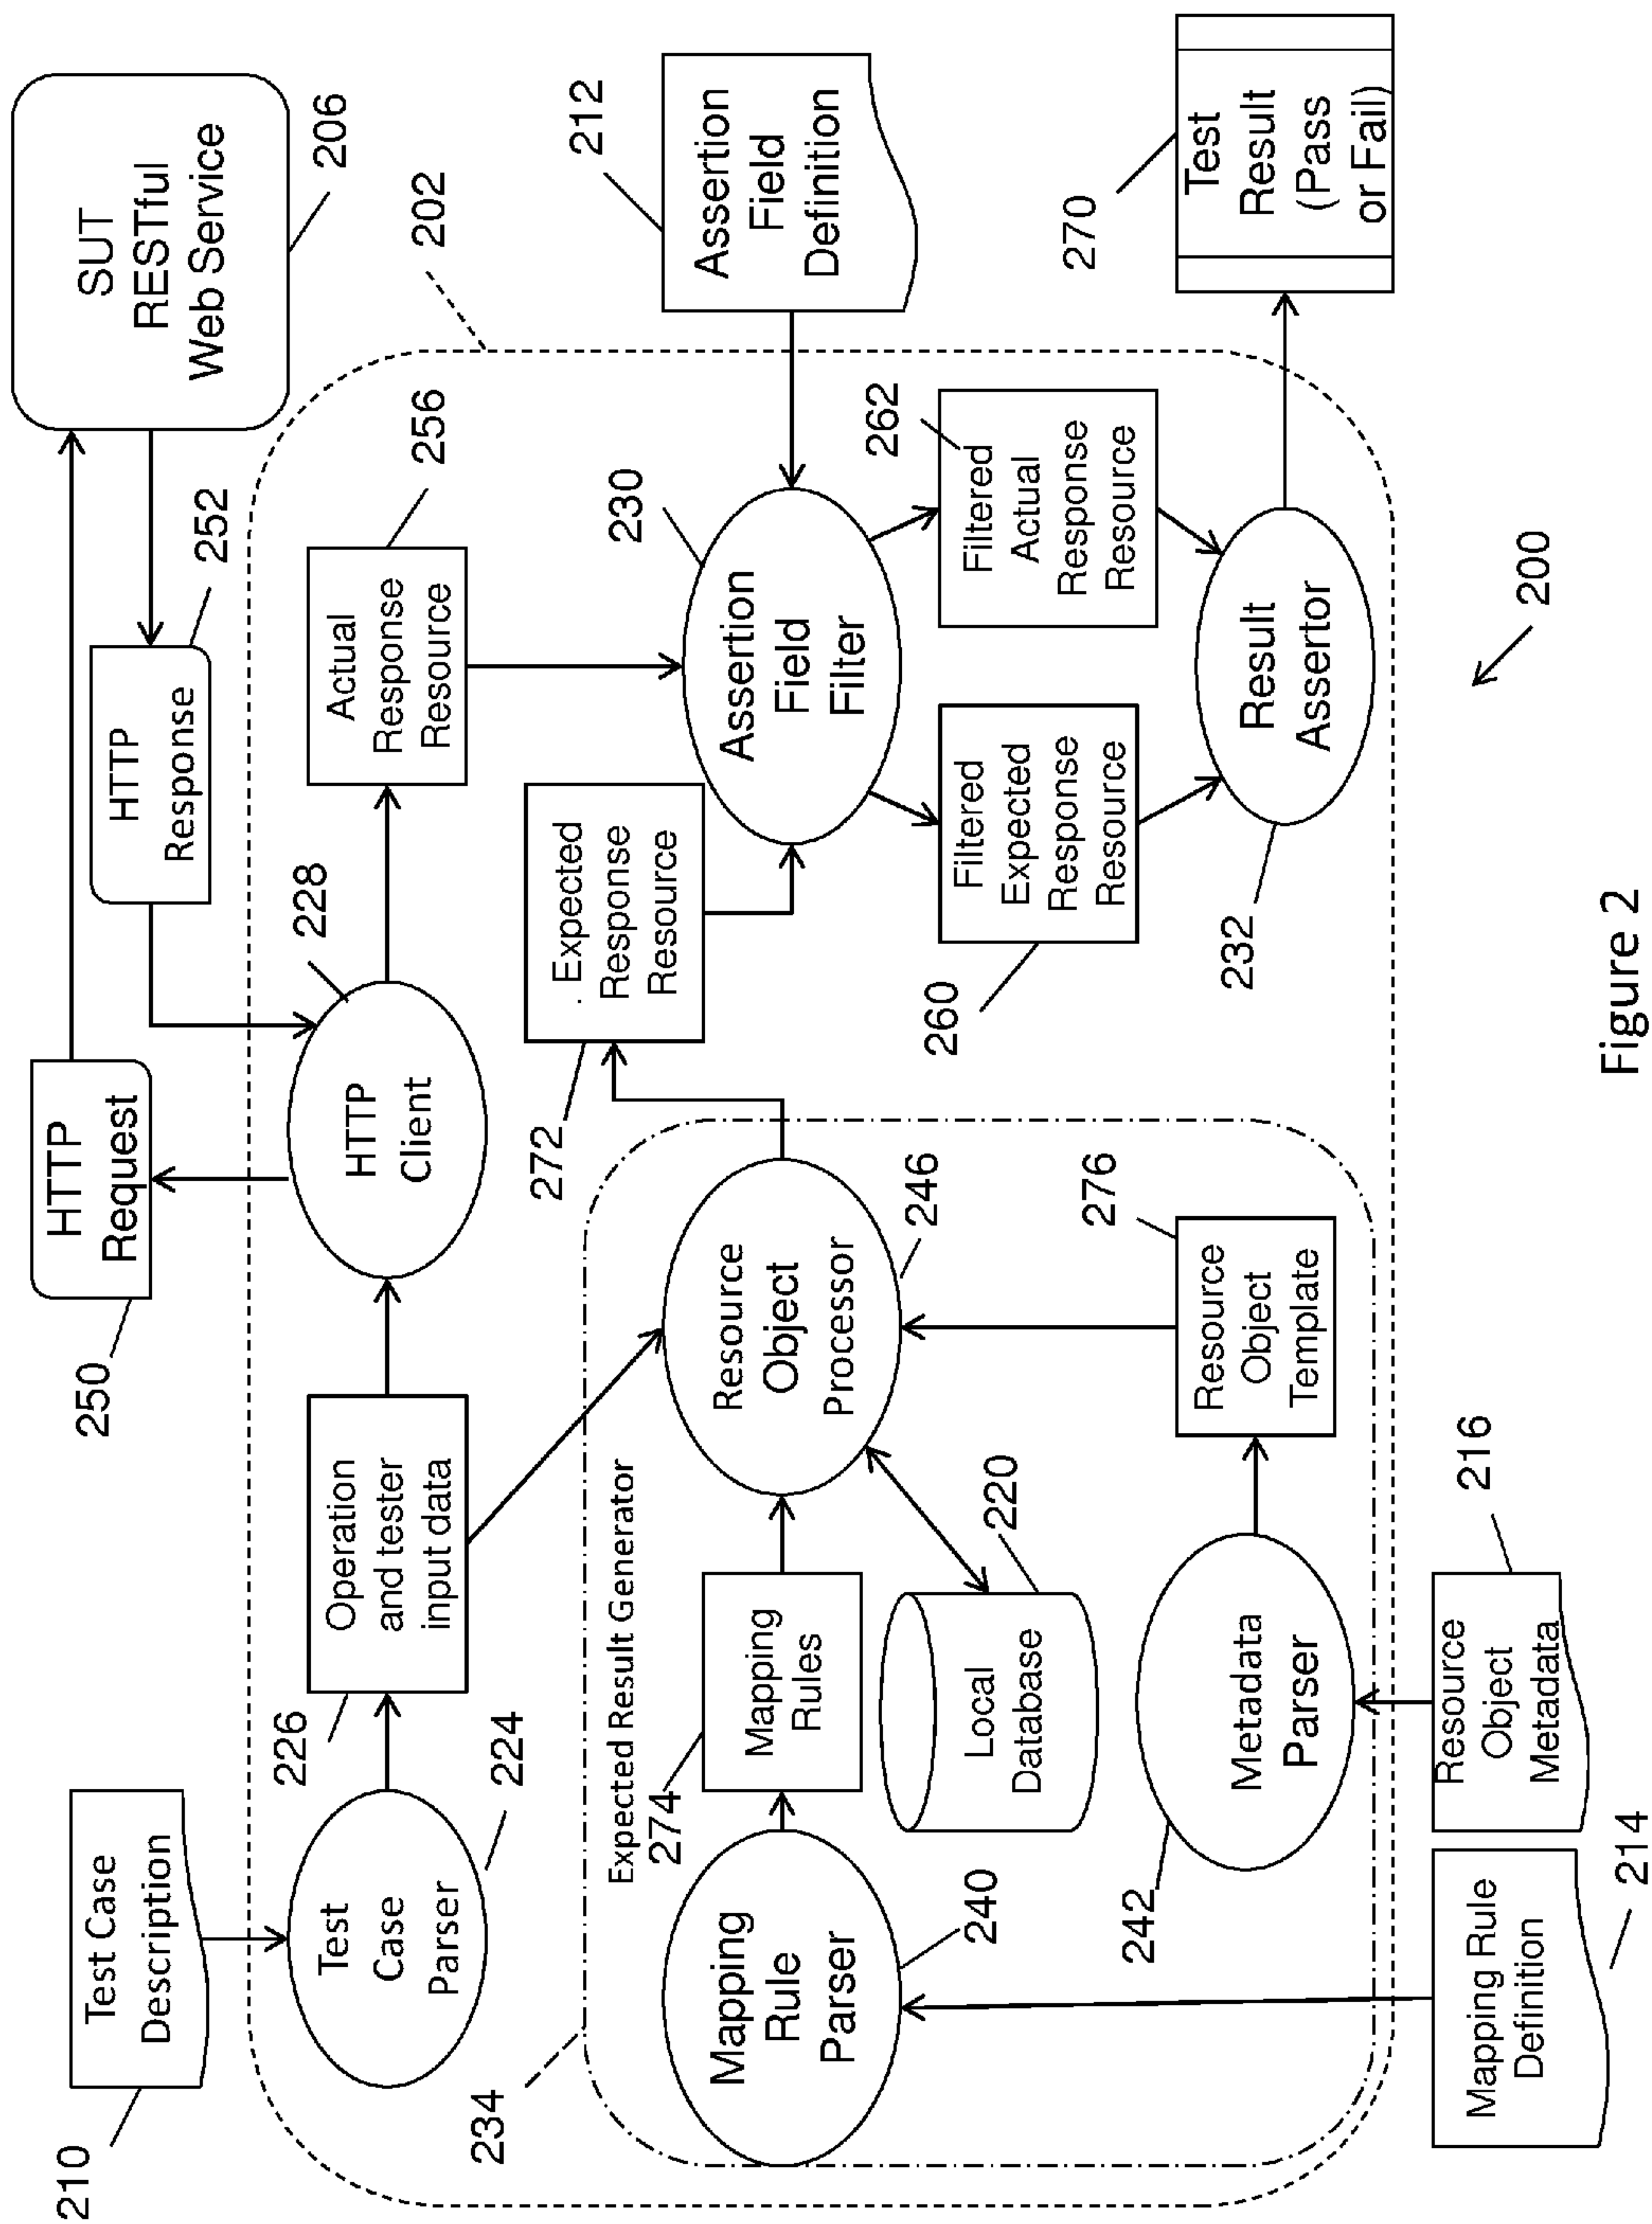 210
Test Case
Description
250
HTTP
Request
HTTP
Response
252
SUT
RESTful
Web Service
206
202
224
Test
Case
Parser
226
Operation
and tester
input data
228
HTTP
Client
Actual
Response
Resource
256
234
Expected Result Generator
272
. Expected
Response
Resource
230
Assertion
Field
Filter
212
Assertion
Field
Definition
Mapping
Rule
Parser
240
274
Mapping
Rules
Resource
Object
Processor
246
Local
Database
220
260
Filtered
Expected
Response
Resource
262
Filtered
Actual
Response
Resource
242
Metadata
Parser
276
Resource
Object
Template
232
Result
Assertor
270
Test
Result
(Pass
or Fail)
Mapping Rule
Definition
214
Resource
Object
Metadata
216
200
Figure 2